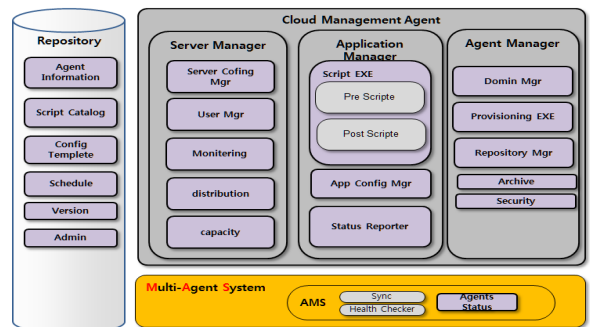 Repository
Agent
Information
Script Catalog
Config
Templete
Schedule
Version
Admin
Cloud Management Agent
Server Manager
Server Cofing
Mgr
User Mgr
Monitering
distribution
capacity
Application
Manager
Script EXE
Pre Scripte
Post Scripte
App Config Mgr
Status Reporter
Agent Manager
Domin Mgr
Provisioning EXE
Repository Mgr
Archive
Security
Multi-Agent System
AMS
Sync
Health Checker
Agents
Status